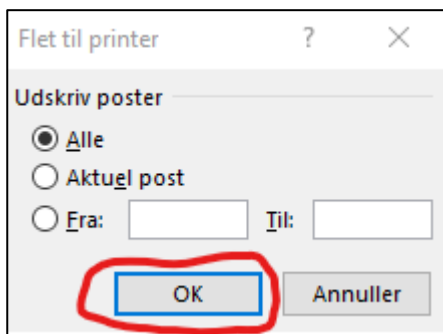 Flet til printer ?
Udskriv poster
Alle
Aktuel post
Fra: Til:
OK Annuller